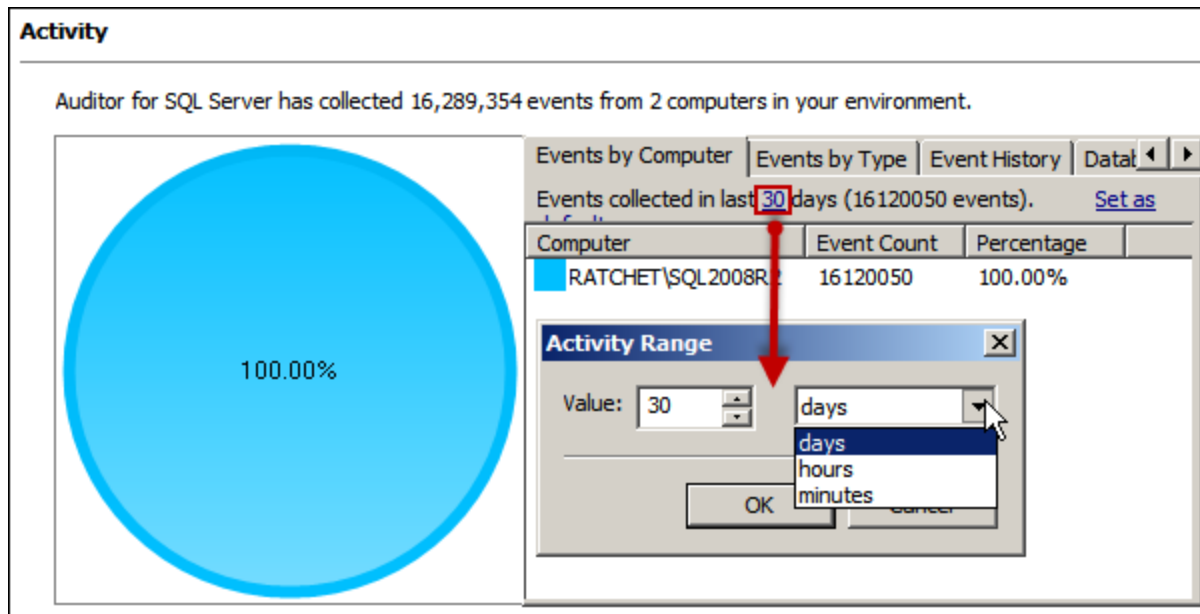 Activity
Auditor for SQL Server has collected 16,289,354 events from 2 computers in your environment.
Events by Computer Events by Type Event History
Events collected in last 30 days (16120050 events). Set as
Computer Event Count Percentage
RATCHET\SQL2008R2 16120050 100.00%
100.00%
Activity Range
Value: 30 days
days
hours
minutes
OK